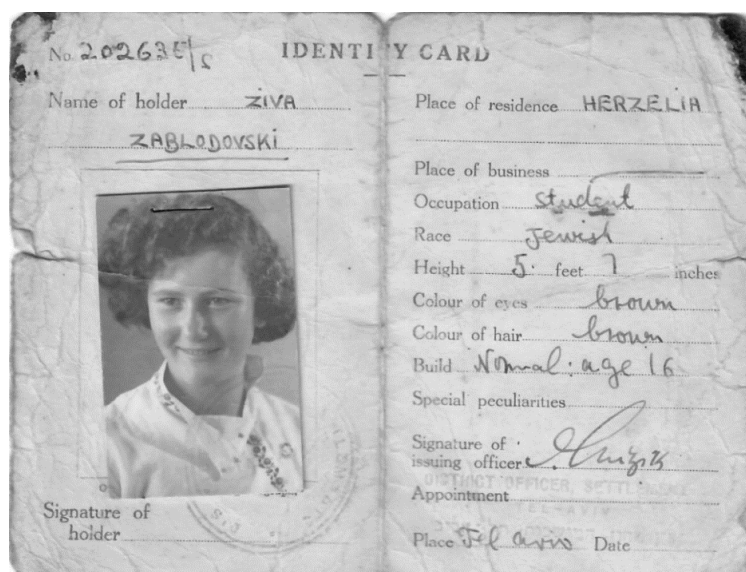 No. 202635/S
IDENTITY CARD
Name of holder ZIVA
ZABLODOVSKI
Signature of
holder
Place of residence HERZELIA
Place of business
Occupation student
Race Jewish
Height 5. feet 7 inches
Colour of eyes brown
Colour of hair brown
Build Normal: age 16
Special peculiarities
Signature of
issuing officer
DISTRICT OFFICER, SETTLEMENT
Appointment
TEL-AVIV
Place Tel aviv Date